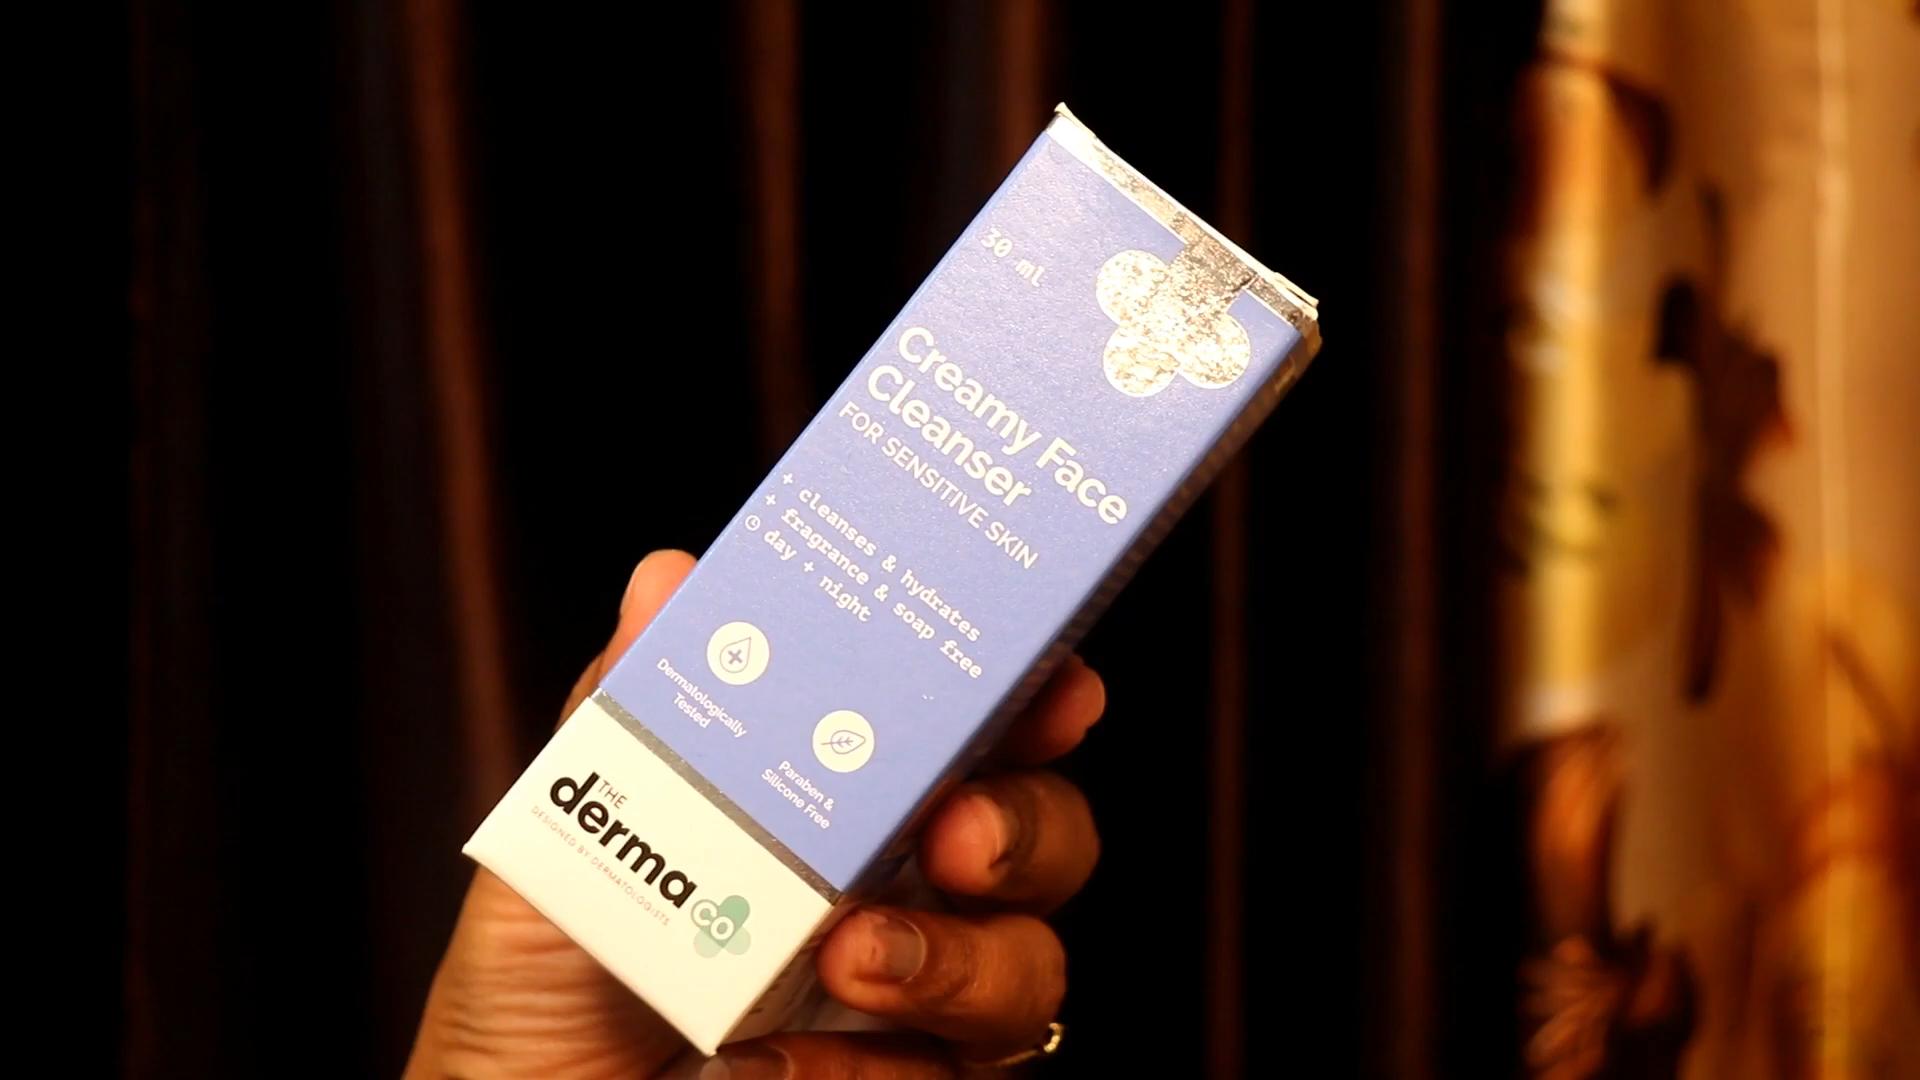 30 ml
Creamy Face
Cleanser
FOR SENSITIVE SKIN
+ cleanses & hydrates
+ fragrance & soap free
day + night
Dermatologically
Tested
Paraben &
Silicone Free
THE
derma co
DESIGNED BY DERMATOLOGISTS